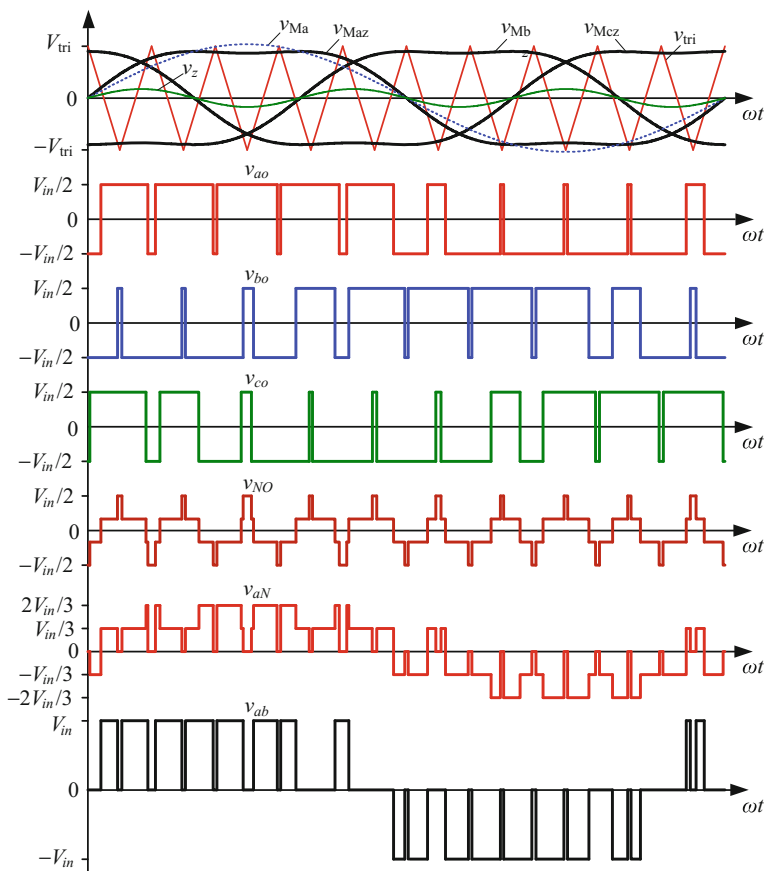 v_Ma v_Maz v_Mb z v_Mcz v_tri
V_tri
v_z
0
ωt
−V_tri
v_ao
V_in/2
0
ωt
−V_in/2
v_bo
V_in/2
0
ωt
−V_in/2
v_co
V_in/2
0
ωt
−V_in/2
v_NO
V_in/2
0
ωt
−V_in/2
v_aN
2V_in/3
V_in/3
0
ωt
−V_in/3
−2V_in/3
v_ab
V_in
0
ωt
−V_in